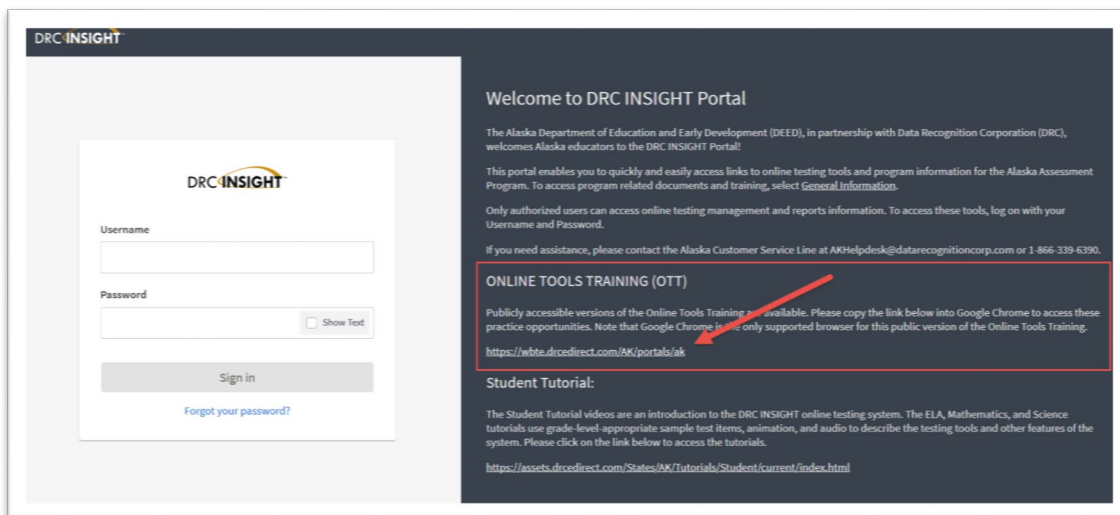 DRC INSIGHT
DRC INSIGHT
Username
Password
Show Text
Sign in
Forgot your password?
Welcome to DRC INSIGHT Portal
The Alaska Department of Education and Early Development (DEED), in partnership with Data Recognition Corporation (DRC),
welcomes Alaska educators to the DRC INSIGHT Portal!
This portal enables you to quickly and easily access links to online testing tools and program information for the Alaska Assessment
Program. To access program related documents and training, select General Information.
Only authorized users can access online testing management and reports information. To access these tools, log on with your
Username and Password.
If you need assistance, please contact the Alaska Customer Service Line at AKHelpdesk@datarecognitioncorp.com or 1-866-339-6390.
ONLINE TOOLS TRAINING (OTT)
Publicly accessible versions of the Online Tools Training are available. Please copy the link below into Google Chrome to access these
practice opportunities. Note that Google Chrome is the only supported browser for this public version of the Online Tools Training.
https://wbte.drcedirect.com/AK/portals/ak
Student Tutorial:
The Student Tutorial videos are an introduction to the DRC INSIGHT online testing system. The ELA, Mathematics, and Science
tutorials use grade-level-appropriate sample test items, animation, and audio to describe the testing tools and other features of the
system. Please click on the link below to access the tutorials.
https://assets.drcedirect.com/States/AK/Tutorials/Student/current/index.html